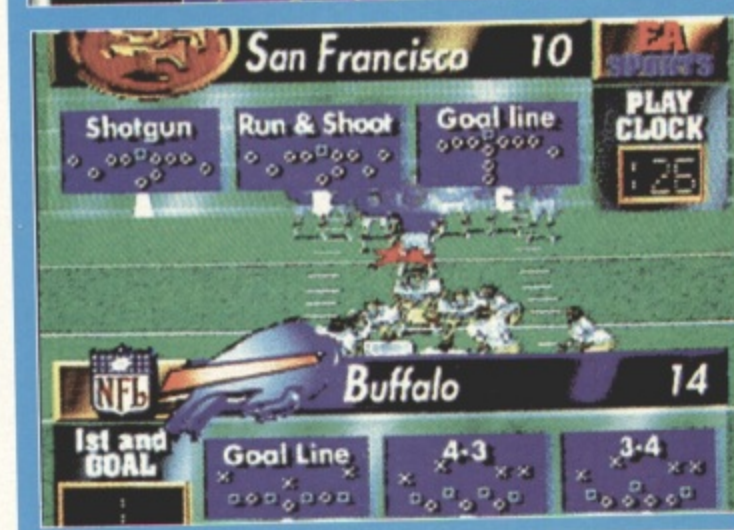 San Francisco 10
EA SPORTS
Shotgun Run & Shoot Goal line
PLAY CLOCK
:26
A B C
NFL
Buffalo 14
1st and GOAL
Goal Line 4-3 3-4